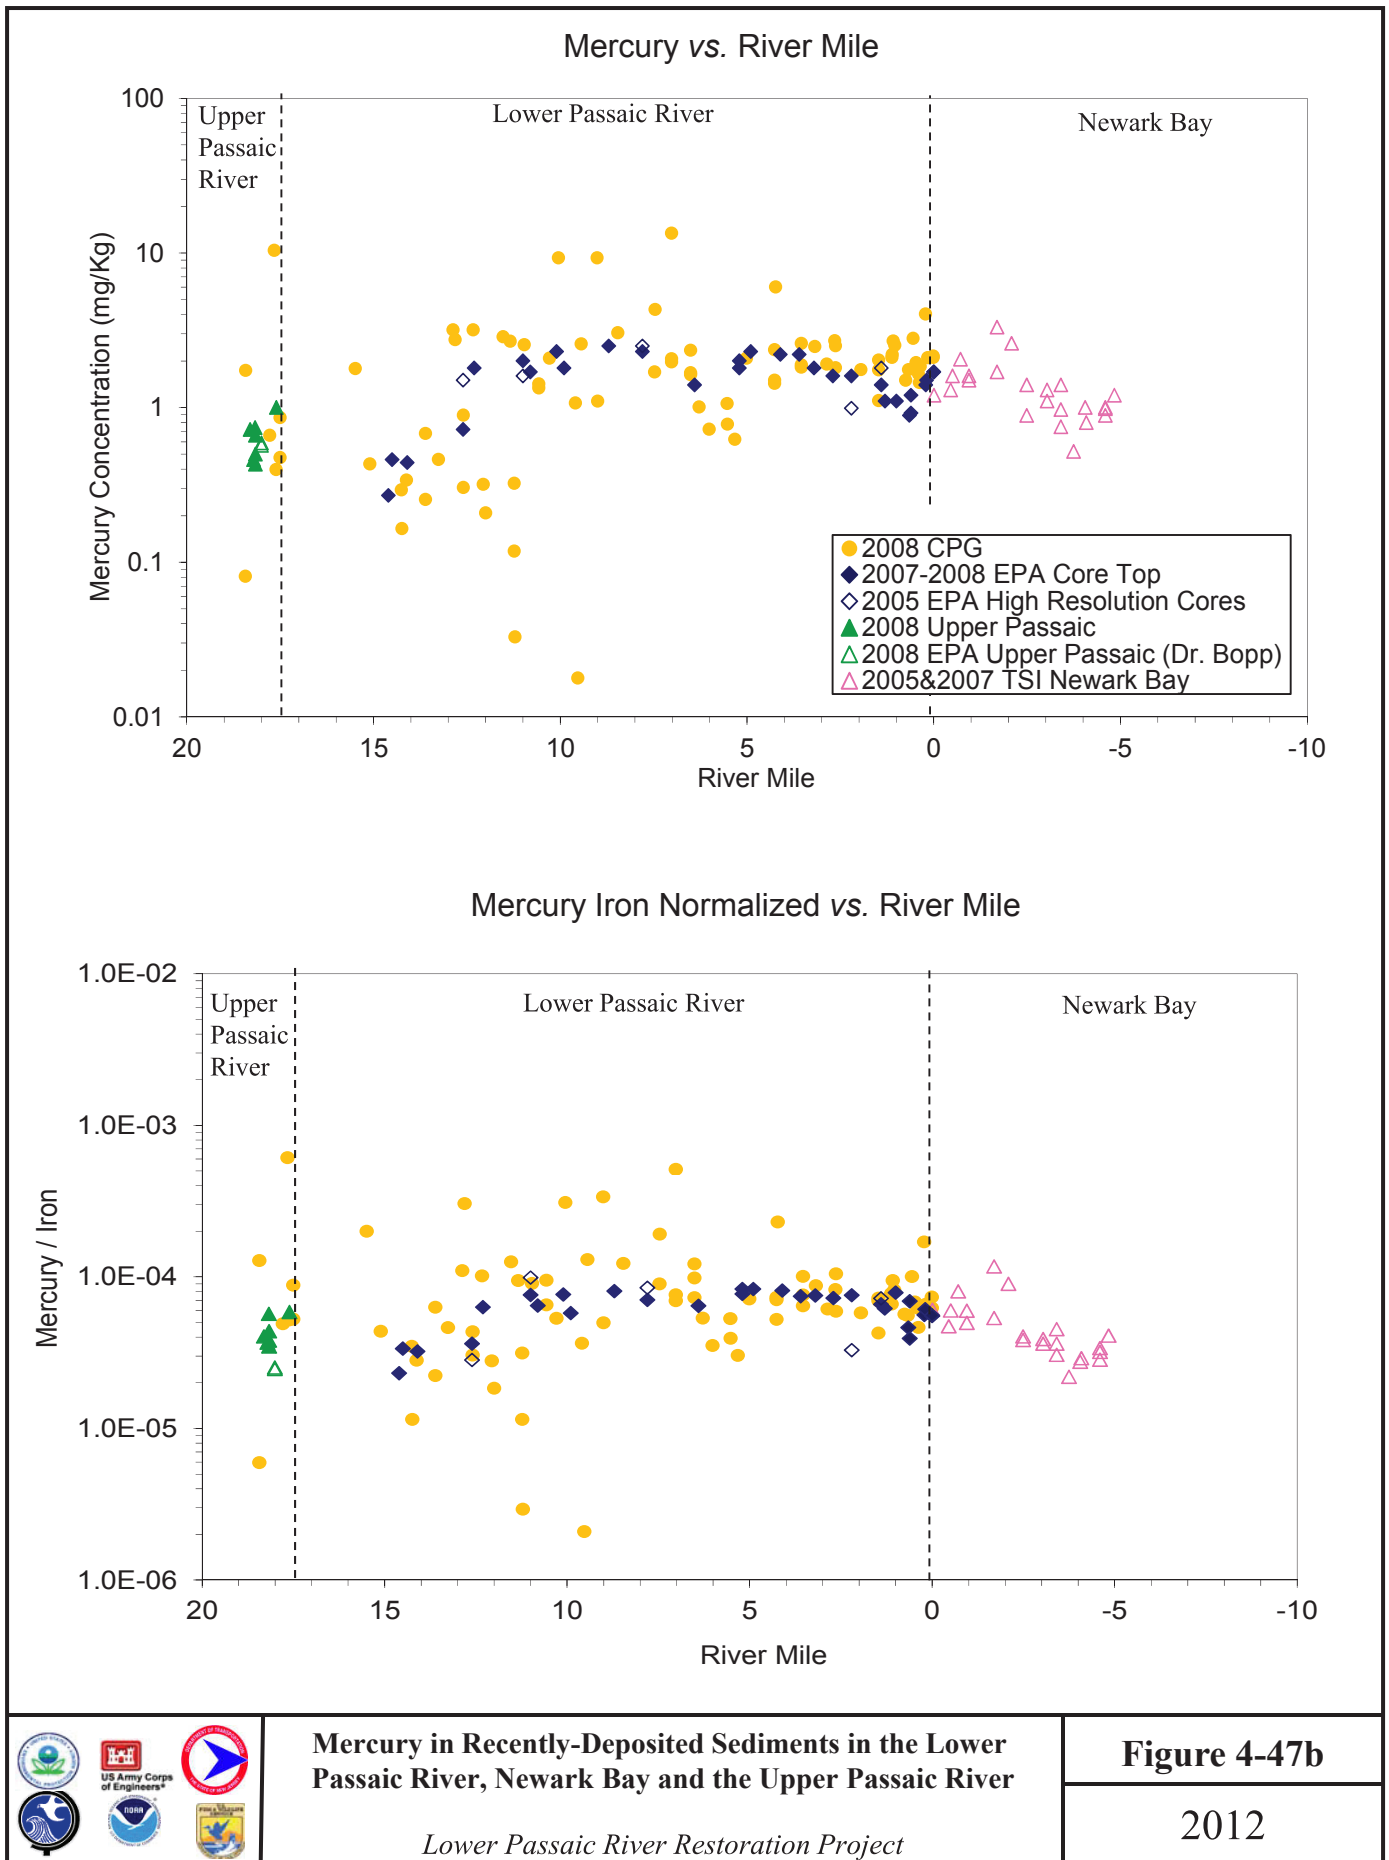 Mercury vs. River Mile
Upper
Passaic
River
Lower Passaic River
Newark Bay
100
10
1
0.1
0.01
Mercury Concentration (mg/Kg)
2008 CPG
2007-2008 EPA Core Top
2005 EPA High Resolution Cores
2008 Upper Passaic
2008 EPA Upper Passaic (Dr. Bopp)
2005&2007 TSI Newark Bay
20 15 10 5 0 -5 -10
River Mile
Mercury Iron Normalized vs. River Mile
Upper
Passaic
River
Lower Passaic River
Newark Bay
1.0E-02
1.0E-03
1.0E-04
1.0E-05
1.0E-06
Mercury / Iron
20 15 10 5 0 -5 -10
River Mile
US Army Corps
of Engineers®
NOAA
Mercury in Recently-Deposited Sediments in the Lower
Passaic River, Newark Bay and the Upper Passaic River
Lower Passaic River Restoration Project
Figure 4-47b
2012